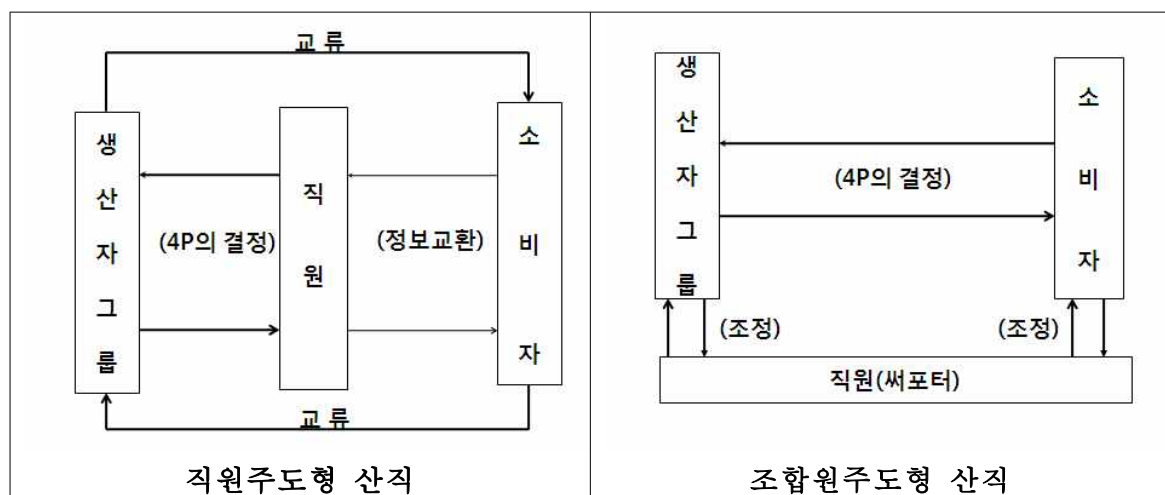 교 류
생산자그룹
직원
소비자
(4P의 결정)
(정보교환)
교 류
직원주도형 산직
생산자그룹
소비자
(4P의 결정)
(조정)
(조정)
직원(써포터)
조합원주도형 산직